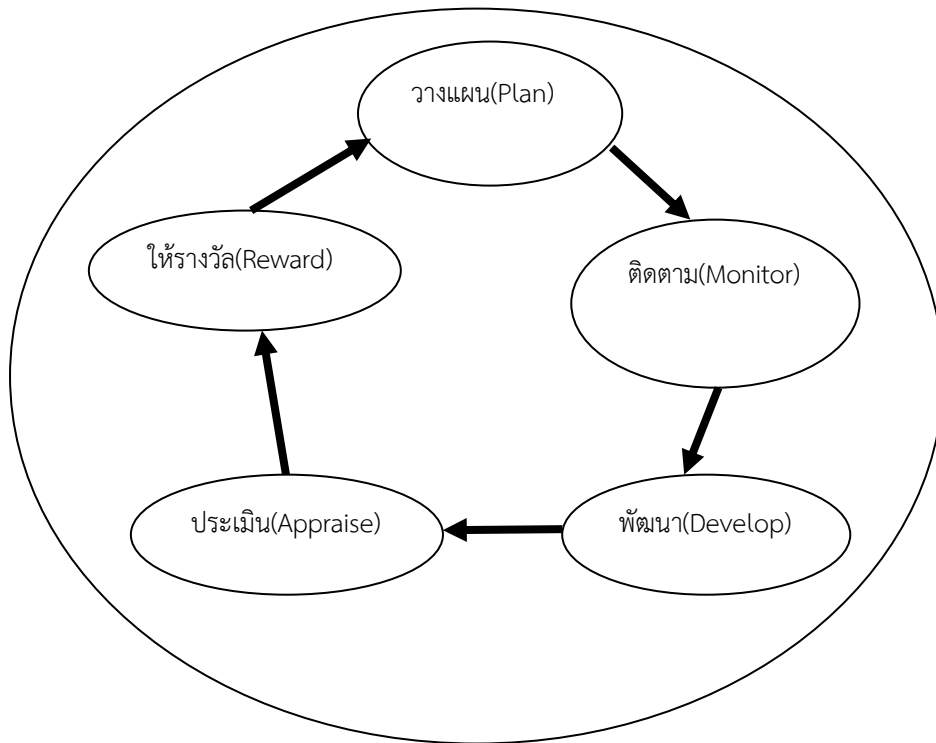 วางแผน(Plan)
ติดตาม(Monitor)
พัฒนา(Develop)
ประเมิน(Appraise)
ให้รางวัล(Reward)